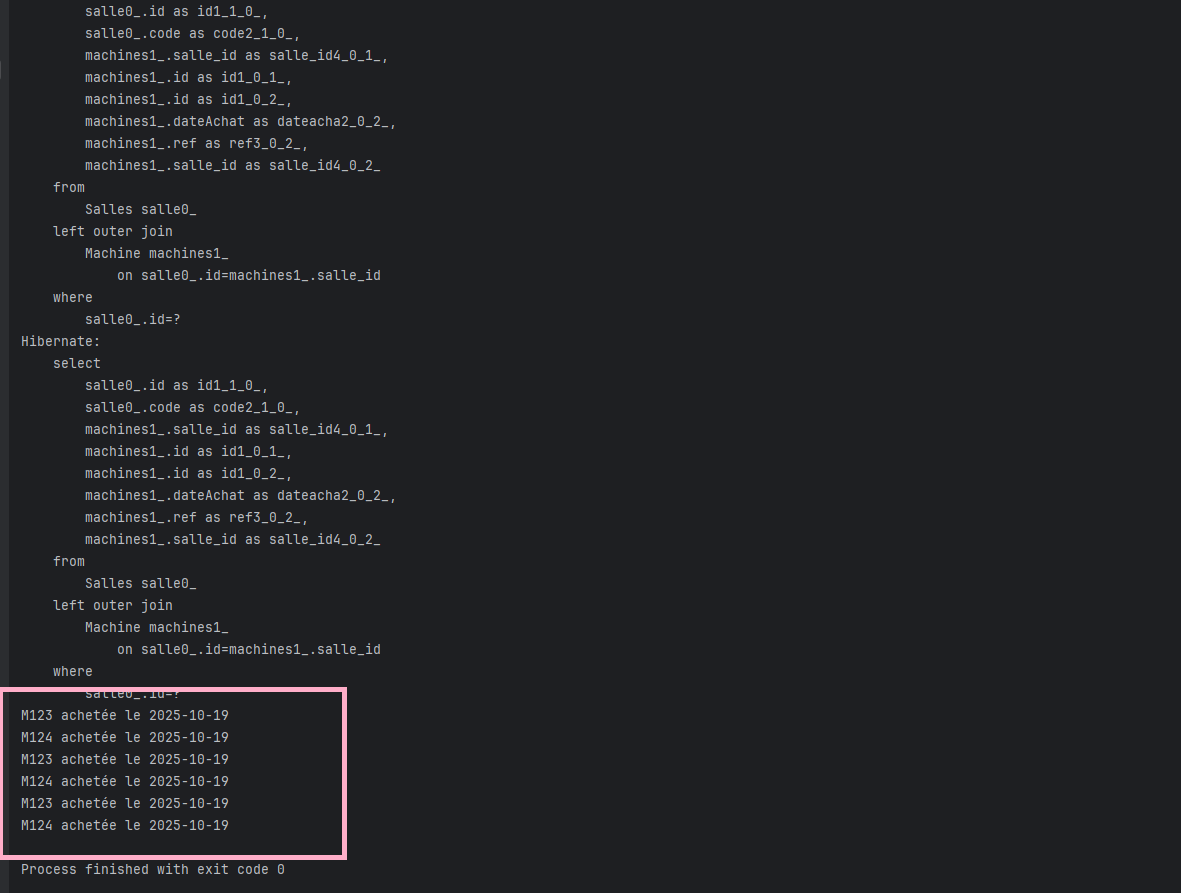 salle0_.id as id1_1_0_,
salle0_.code as code2_1_0_,
machines1_.salle_id as salle_id4_0_1_,
machines1_.id as id1_0_1_,
machines1_.id as id1_0_2_,
machines1_.dateAchat as dateacha2_0_2_,
machines1_.ref as ref3_0_2_,
machines1_.salle_id as salle_id4_0_2_
from
Salles salle0_
left outer join
Machine machines1_
on salle0_.id=machines1_.salle_id
where
salle0_.id=?
Hibernate:
select
salle0_.id as id1_1_0_,
salle0_.code as code2_1_0_,
machines1_.salle_id as salle_id4_0_1_,
machines1_.id as id1_0_1_,
machines1_.id as id1_0_2_,
machines1_.dateAchat as dateacha2_0_2_,
machines1_.ref as ref3_0_2_,
machines1_.salle_id as salle_id4_0_2_
from
Salles salle0_
left outer join
Machine machines1_
on salle0_.id=machines1_.salle_id
where
salle0_.id=?
M123 achetée le 2025-10-19
M124 achetée le 2025-10-19
M123 achetée le 2025-10-19
M124 achetée le 2025-10-19
M123 achetée le 2025-10-19
M124 achetée le 2025-10-19
Process finished with exit code 0